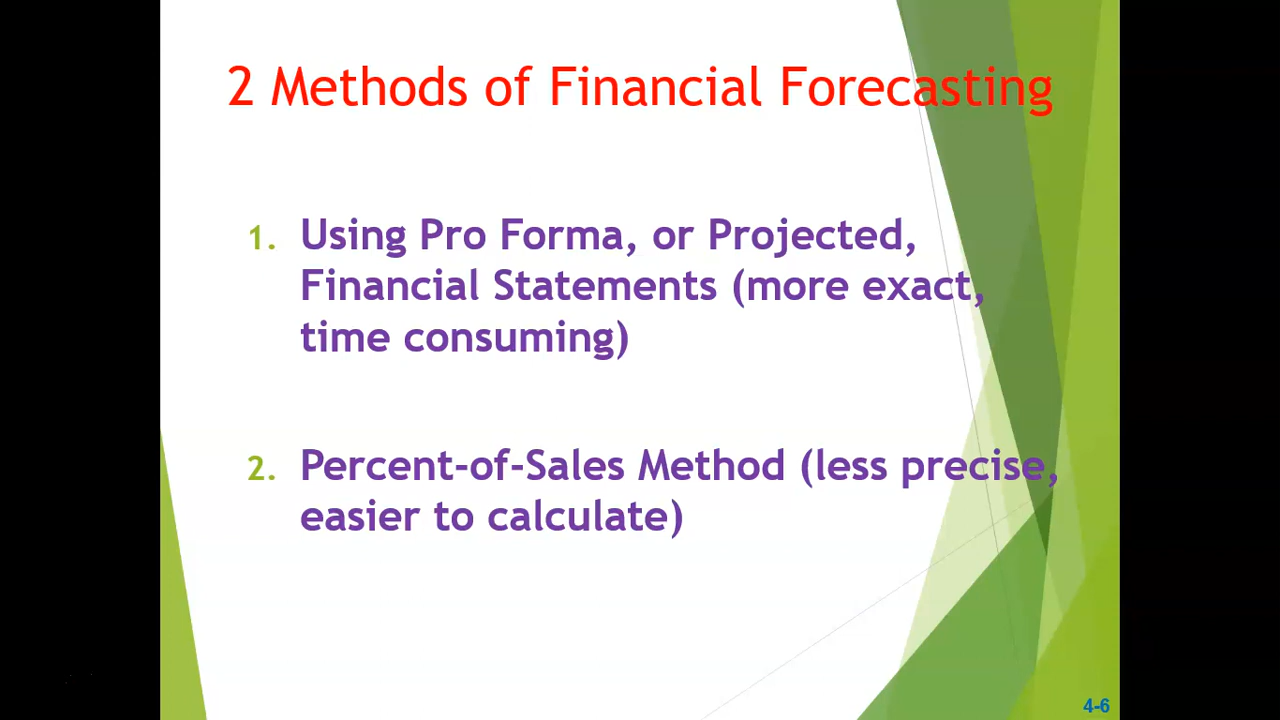 2 Methods of Financial Forecasting
1. Using Pro Forma, or Projected,
Financial Statements (more exact,
time consuming)
2. Percent-of-Sales Method (less precise,
easier to calculate)
4-6